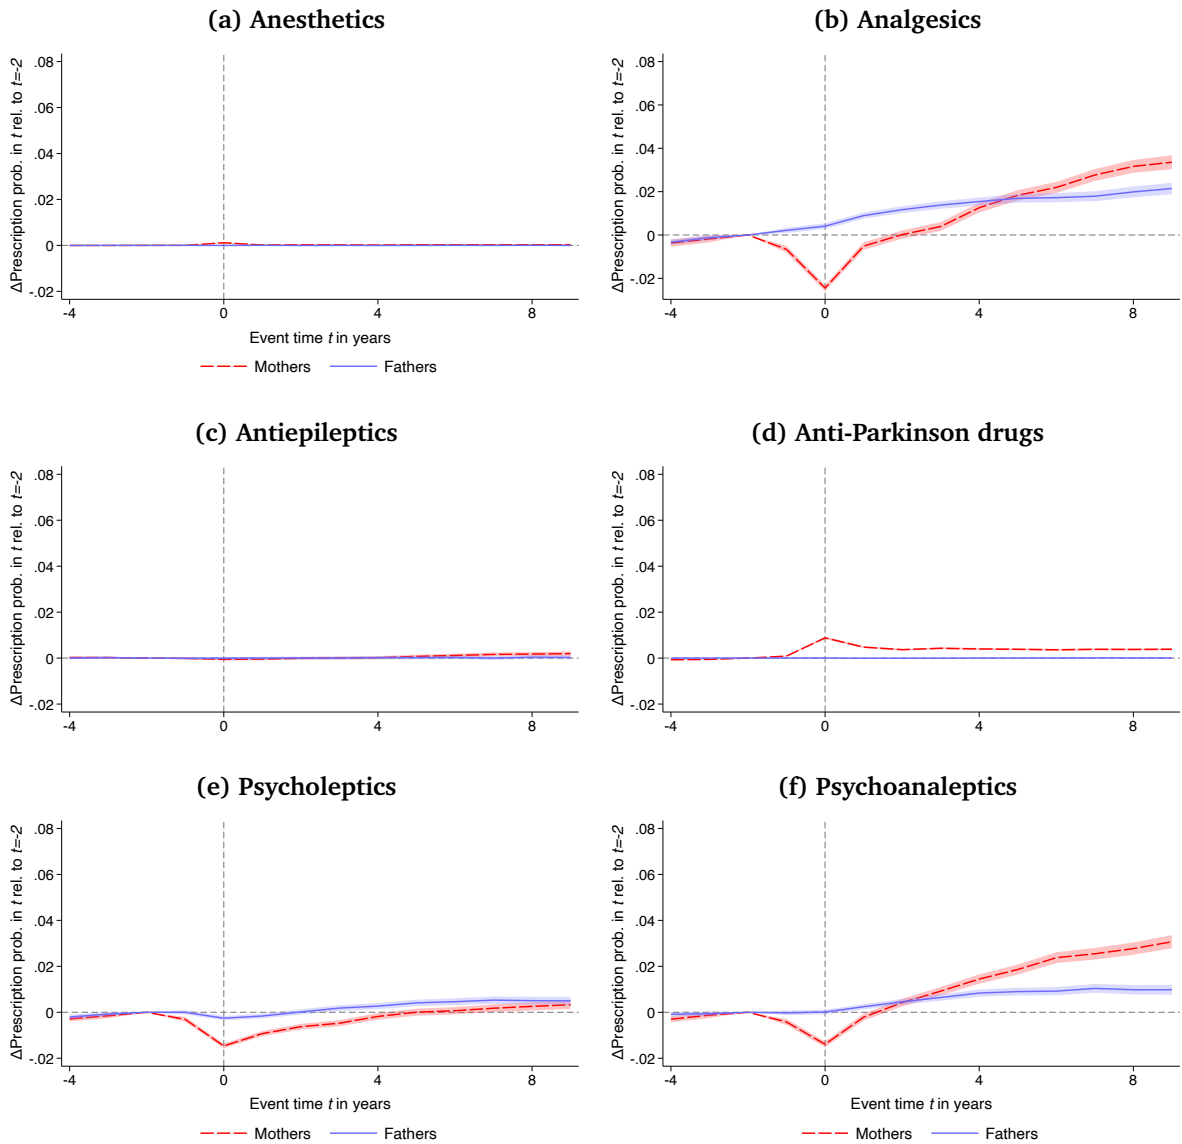 (a) Anesthetics
ΔPrescription prob. in t rel. to t=-2
.08
.06
.04
.02
0
-.02
-4
0
4
8
Event time t in years
Mothers
Fathers
(b) Analgesics
ΔPrescription prob. in t rel. to t=-2
.08
.06
.04
.02
0
-.02
-4
0
4
8
(c) Antiepileptics
ΔPrescription prob. in t rel. to t=-2
.08
.06
.04
.02
0
-.02
-4
0
4
8
(d) Anti-Parkinson drugs
ΔPrescription prob. in t rel. to t=-2
.08
.06
.04
.02
0
-.02
-4
0
4
8
(e) Psycholeptics
ΔPrescription prob. in t rel. to t=-2
.08
.06
.04
.02
0
-.02
-4
0
4
8
Event time t in years
Mothers
Fathers
(f) Psychoanaleptics
ΔPrescription prob. in t rel. to t=-2
.08
.06
.04
.02
0
-.02
-4
0
4
8
Event time t in years
Mothers
Fathers